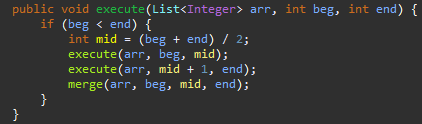 public void execute(List<Integer> arr, int beg, int end) {
    if (beg < end) {
        int mid = (beg + end) / 2;
        execute(arr, beg, mid);
        execute(arr, mid + 1, end);
        merge(arr, beg, mid, end);
    }
}